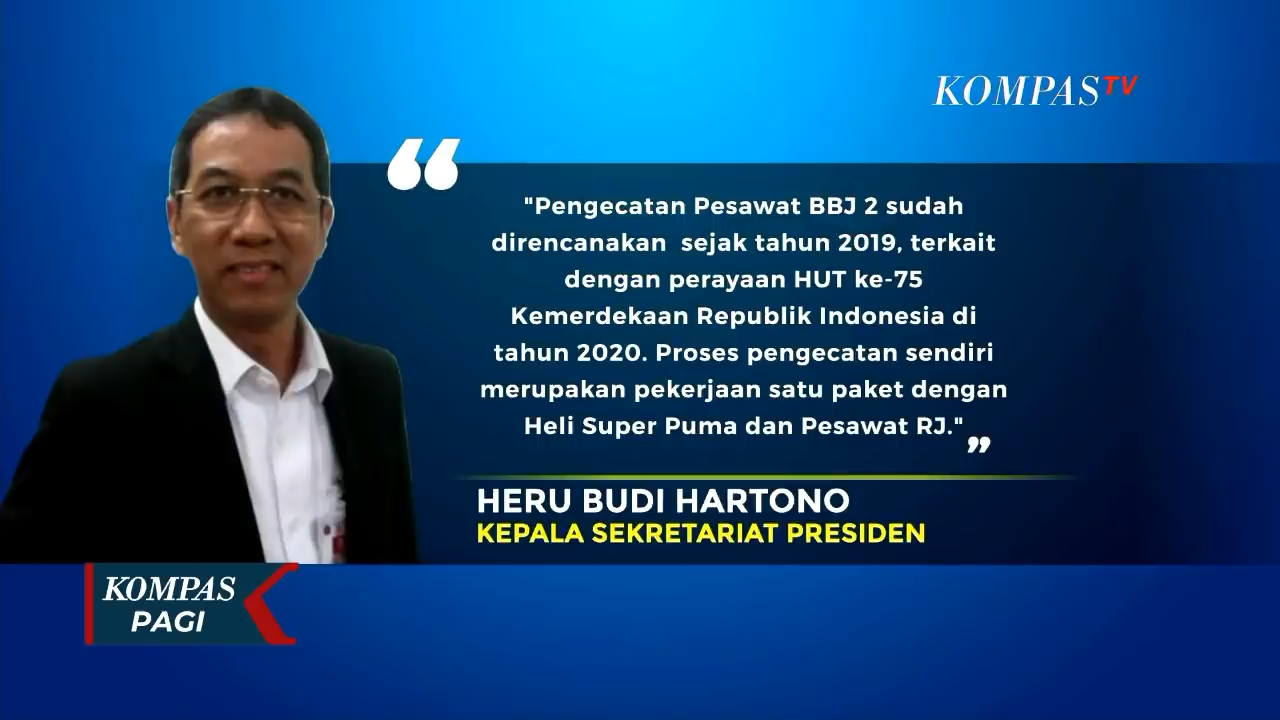 KOMPASTV
"Pengecatan Pesawat BBJ 2 sudah
direncanakan sejak tahun 2019, terkait
dengan perayaan HUT ke-75
Kemerdekaan Republik Indonesia di
tahun 2020. Proses pengecatan sendiri
merupakan pekerjaan satu paket dengan
Heli Super Puma dan Pesawat RJ."
HERU BUDI HARTONO
KEPALA SEKRETARIAT PRESIDEN
KOMPAS
PAGI